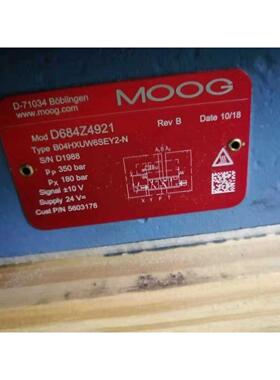 D-71034 Böblingen
www.moog.com
MOOG
Mod D684Z4921
Rev B
Date 10/18
Type B04HXUW6SEY2-N
S/N D1988
PP 350 bar
PX 180 bar
Signal ±10 V
Supply 24 V=
Cust P/N 5603176
X Y P T